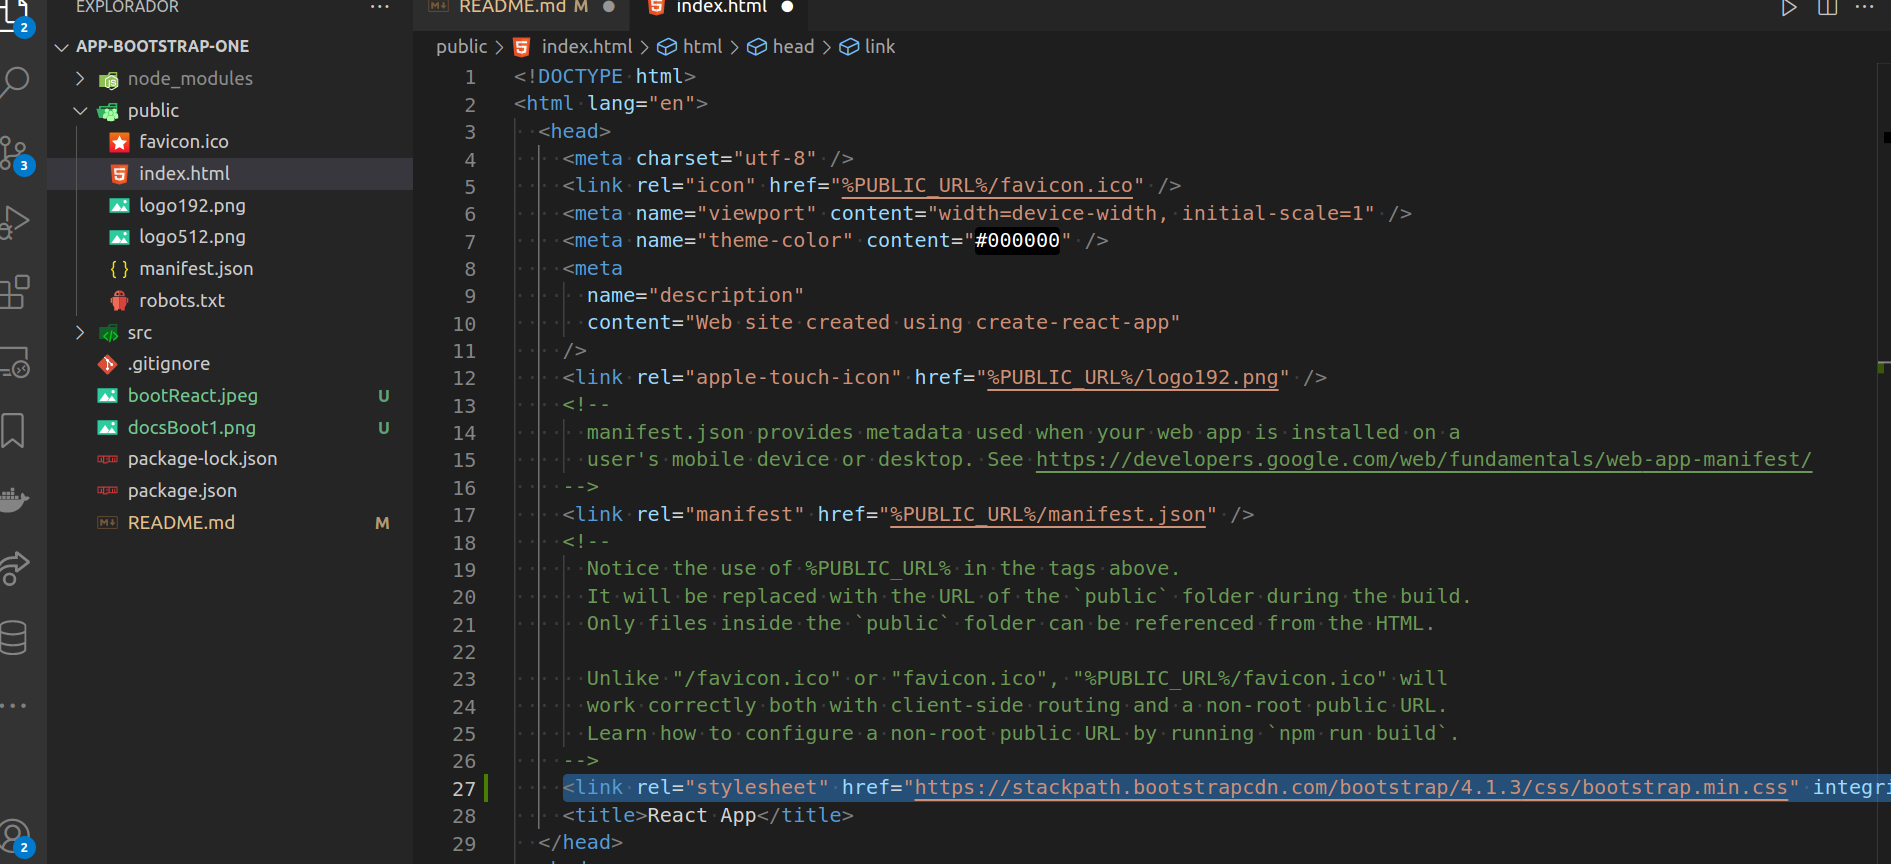 EXPLORADOR ···
README.md M ●
index.html ●
APP-BOOTSTRAP-ONE
node_modules
public
favicon.ico
index.html
logo192.png
logo512.png
manifest.json
robots.txt
src
.gitignore
bootReact.jpeg U
docsBoot1.png U
package-lock.json
package.json
README.md M
2
3
2
public > index.html > html > head > link
1 <!DOCTYPE html>
2 <html lang="en">
3 <head>
4 <meta charset="utf-8" />
5 <link rel="icon" href="%PUBLIC_URL%/favicon.ico" />
6 <meta name="viewport" content="width=device-width, initial-scale=1" />
7 <meta name="theme-color" content="#000000" />
8 <meta
9 name="description"
10 content="Web site created using create-react-app"
11 />
12 <link rel="apple-touch-icon" href="%PUBLIC_URL%/logo192.png" />
13 <!--
14 manifest.json provides metadata used when your web app is installed on a
15 user's mobile device or desktop. See https://developers.google.com/web/fundamentals/web-app-manifest/
16 -->
17 <link rel="manifest" href="%PUBLIC_URL%/manifest.json" />
18 <!--
19 Notice the use of %PUBLIC_URL% in the tags above.
20 It will be replaced with the URL of the `public` folder during the build.
21 Only files inside the `public` folder can be referenced from the HTML.
22
23 Unlike "/favicon.ico" or "favicon.ico", "%PUBLIC_URL%/favicon.ico" will
24 work correctly both with client-side routing and a non-root public URL.
25 Learn how to configure a non-root public URL by running `npm run build`.
26 -->
27 <link rel="stylesheet" href="https://stackpath.bootstrapcdn.com/bootstrap/4.1.3/css/bootstrap.min.css" integri
28 <title>React App</title>
29 </head>